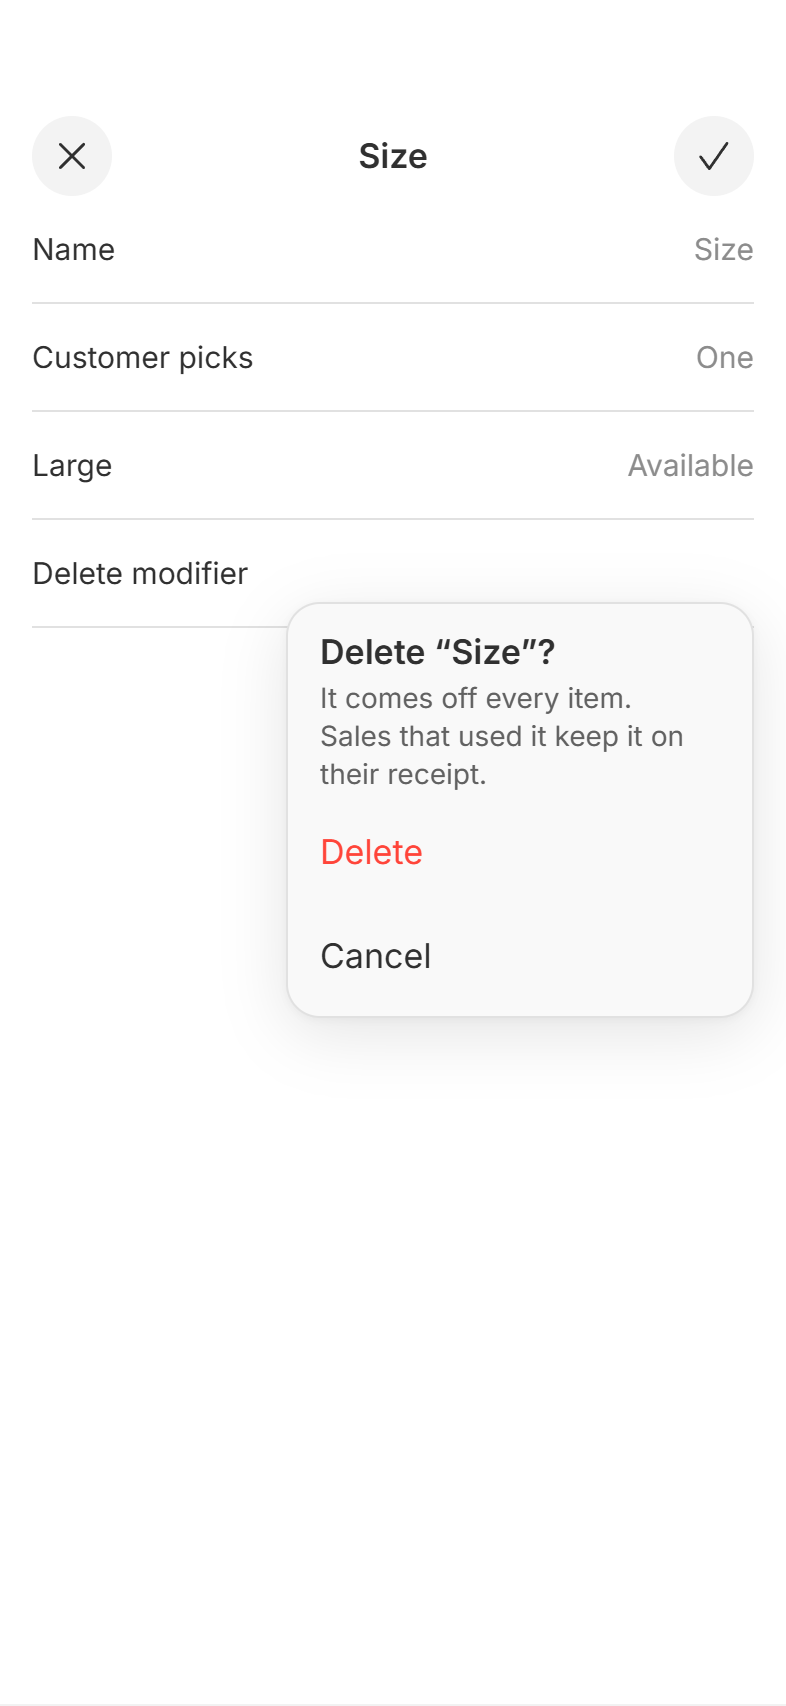 Size
Name Size
Customer picks One
Large Available
Delete modifier
Delete “Size”?
It comes off every item.
Sales that used it keep it on
their receipt.
Delete
Cancel